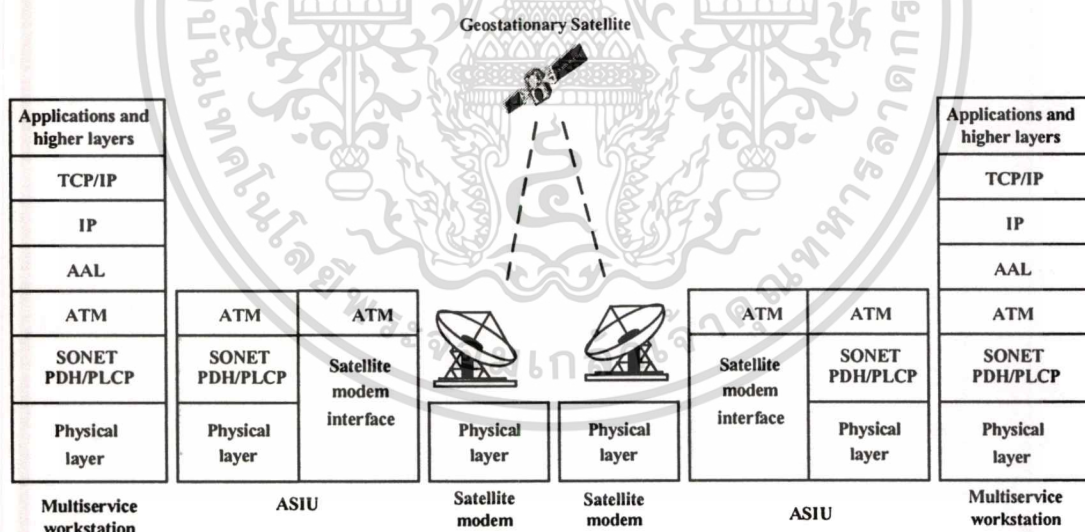 Geostationary Satellite
Applications and
higher layers
TCP/IP
IP
AAL
ATM
SONET
PDH/PLCP
Physical
layer
Multiservice
workstation
ATM
SONET
PDH/PLCP
Physical
layer
ATM
Satellite
modem
interface
ASIU
Physical
layer
Satellite
modem
Physical
layer
Satellite
modem
ATM
Satellite
modem
interface
ATM
SONET
PDH/PLCP
Physical
layer
ASIU
Applications and
higher layers
TCP/IP
IP
AAL
ATM
SONET
PDH/PLCP
Physical
layer
Multiservice
workstation